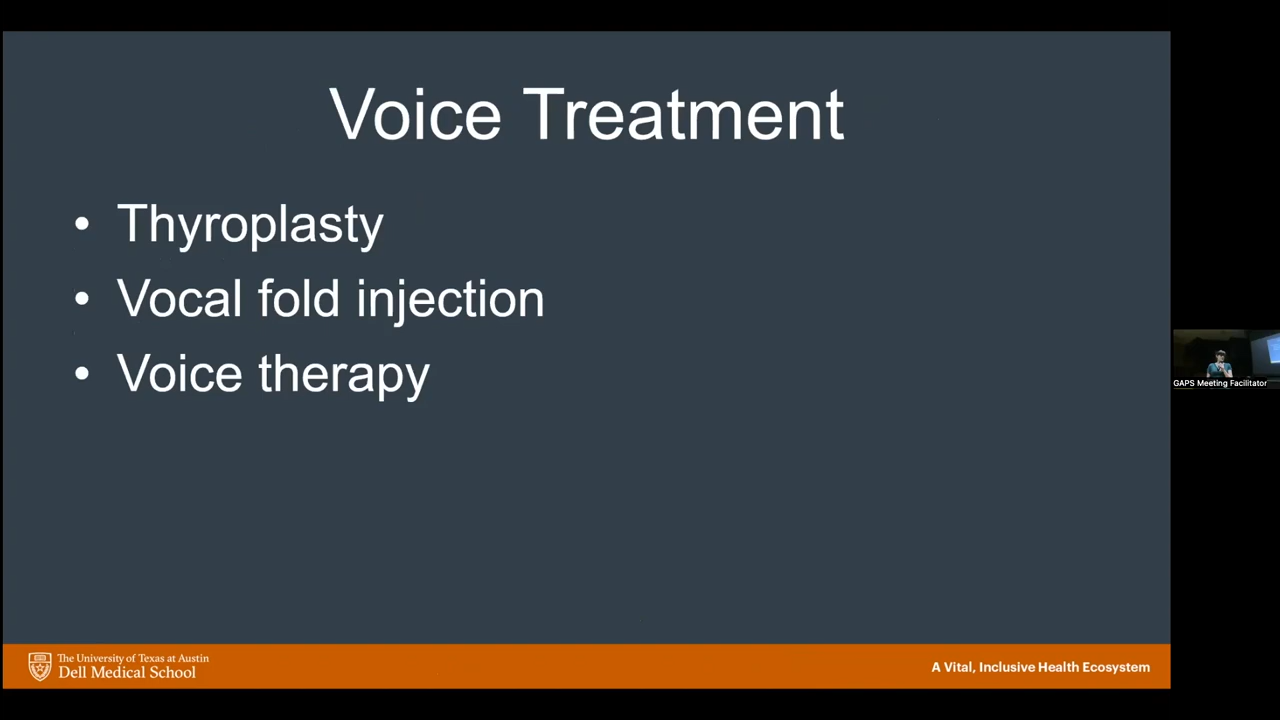 Voice Treatment
• Thyroplasty
• Vocal fold injection
• Voice therapy
GAPS Meeting Facilitator
The University of Texas at Austin
Dell Medical School
A Vital, Inclusive Health Ecosystem